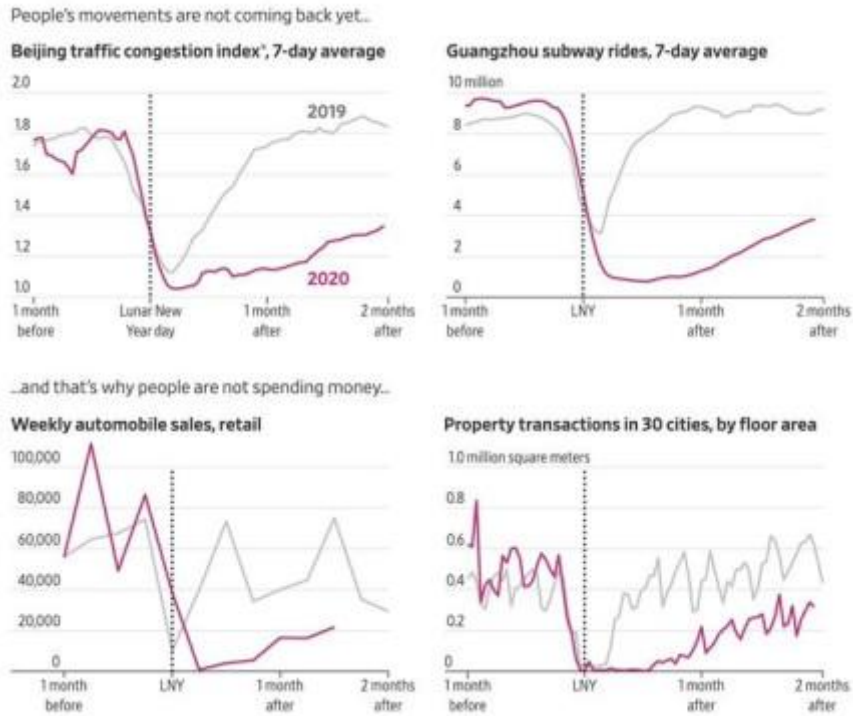 People's movements are not coming back yet...
Beijing traffic congestion index*, 7-day average
2.0
1.8
1.6
1.4
1.2
1.0
2019
2020
1 month before
Lunar New Year day
1 month after
2 months after
Guangzhou subway rides, 7-day average
10 million
8
6
4
2
0
1 month before
LNY
1 month after
2 months after
...and that's why people are not spending money...
Weekly automobile sales, retail
100,000
80,000
60,000
40,000
20,000
0
1 month before
LNY
1 month after
2 months after
Property transactions in 30 cities, by floor area
1.0 million square meters
0.8
0.6
0.4
0.2
0
1 month before
LNY
1 month after
2 months after